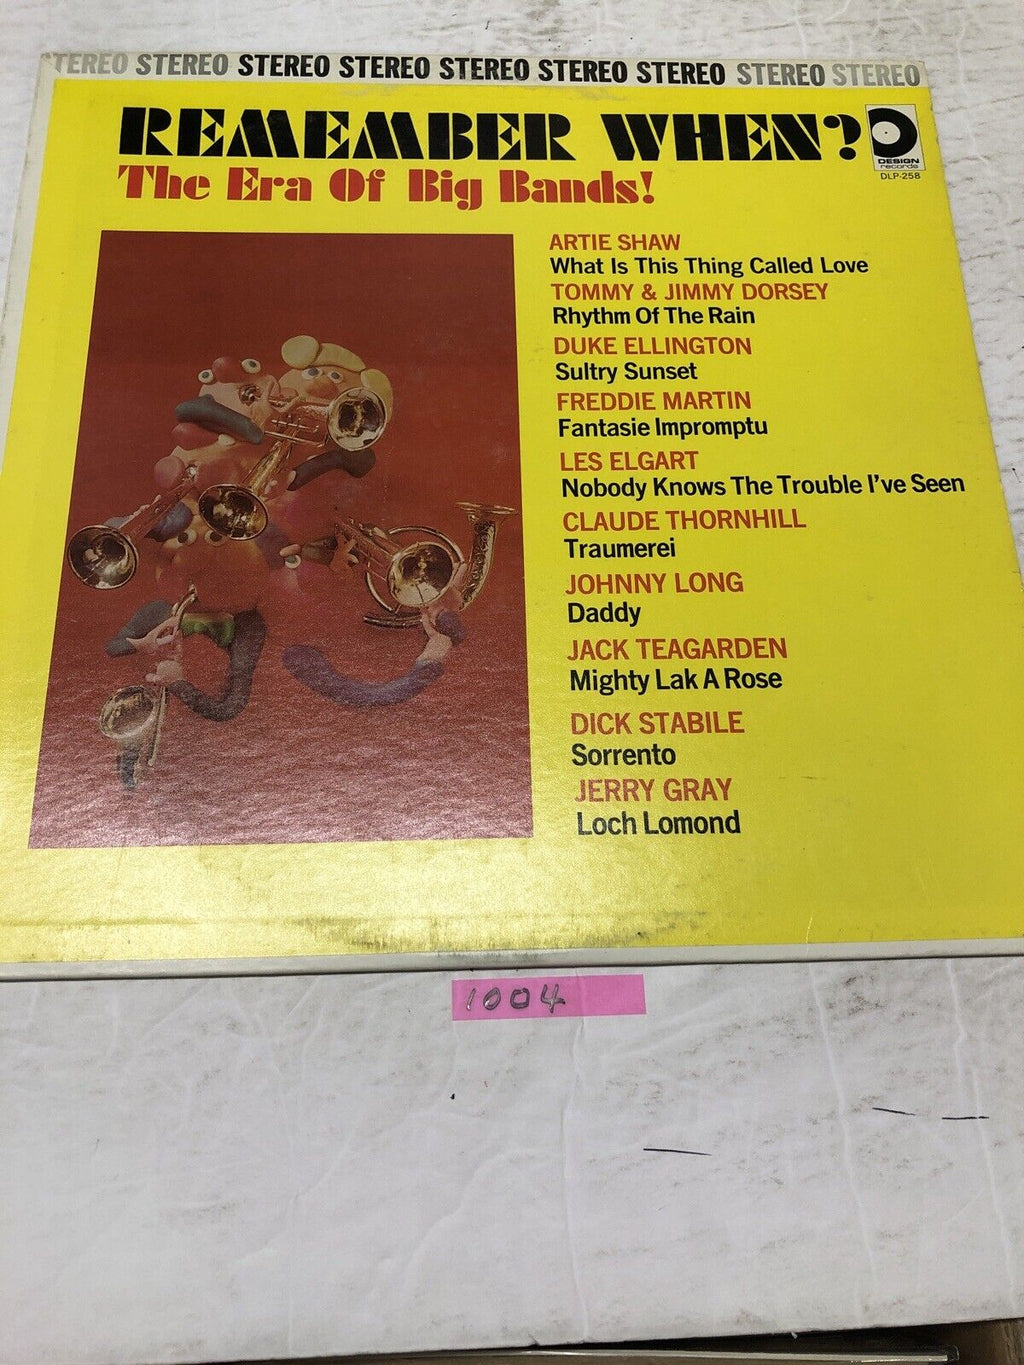 STEREO STEREO STEREO STEREO STEREO STEREO STEREO STEREO STEREO
REMEMBER WHEN?
The Era Of Big Bands!
DESIGN
records
DLP-258
ARTIE SHAW
What Is This Thing Called Love
TOMMY & JIMMY DORSEY
Rhythm Of The Rain
DUKE ELLINGTON
Sultry Sunset
FREDDIE MARTIN
Fantasie Impromptu
LES ELGART
Nobody Knows The Trouble I've Seen
CLAUDE THORNHILL
Traumerei
JOHNNY LONG
Daddy
JACK TEAGARDEN
Mighty Lak A Rose
DICK STABILE
Sorrento
JERRY GRAY
Loch Lomond
1004